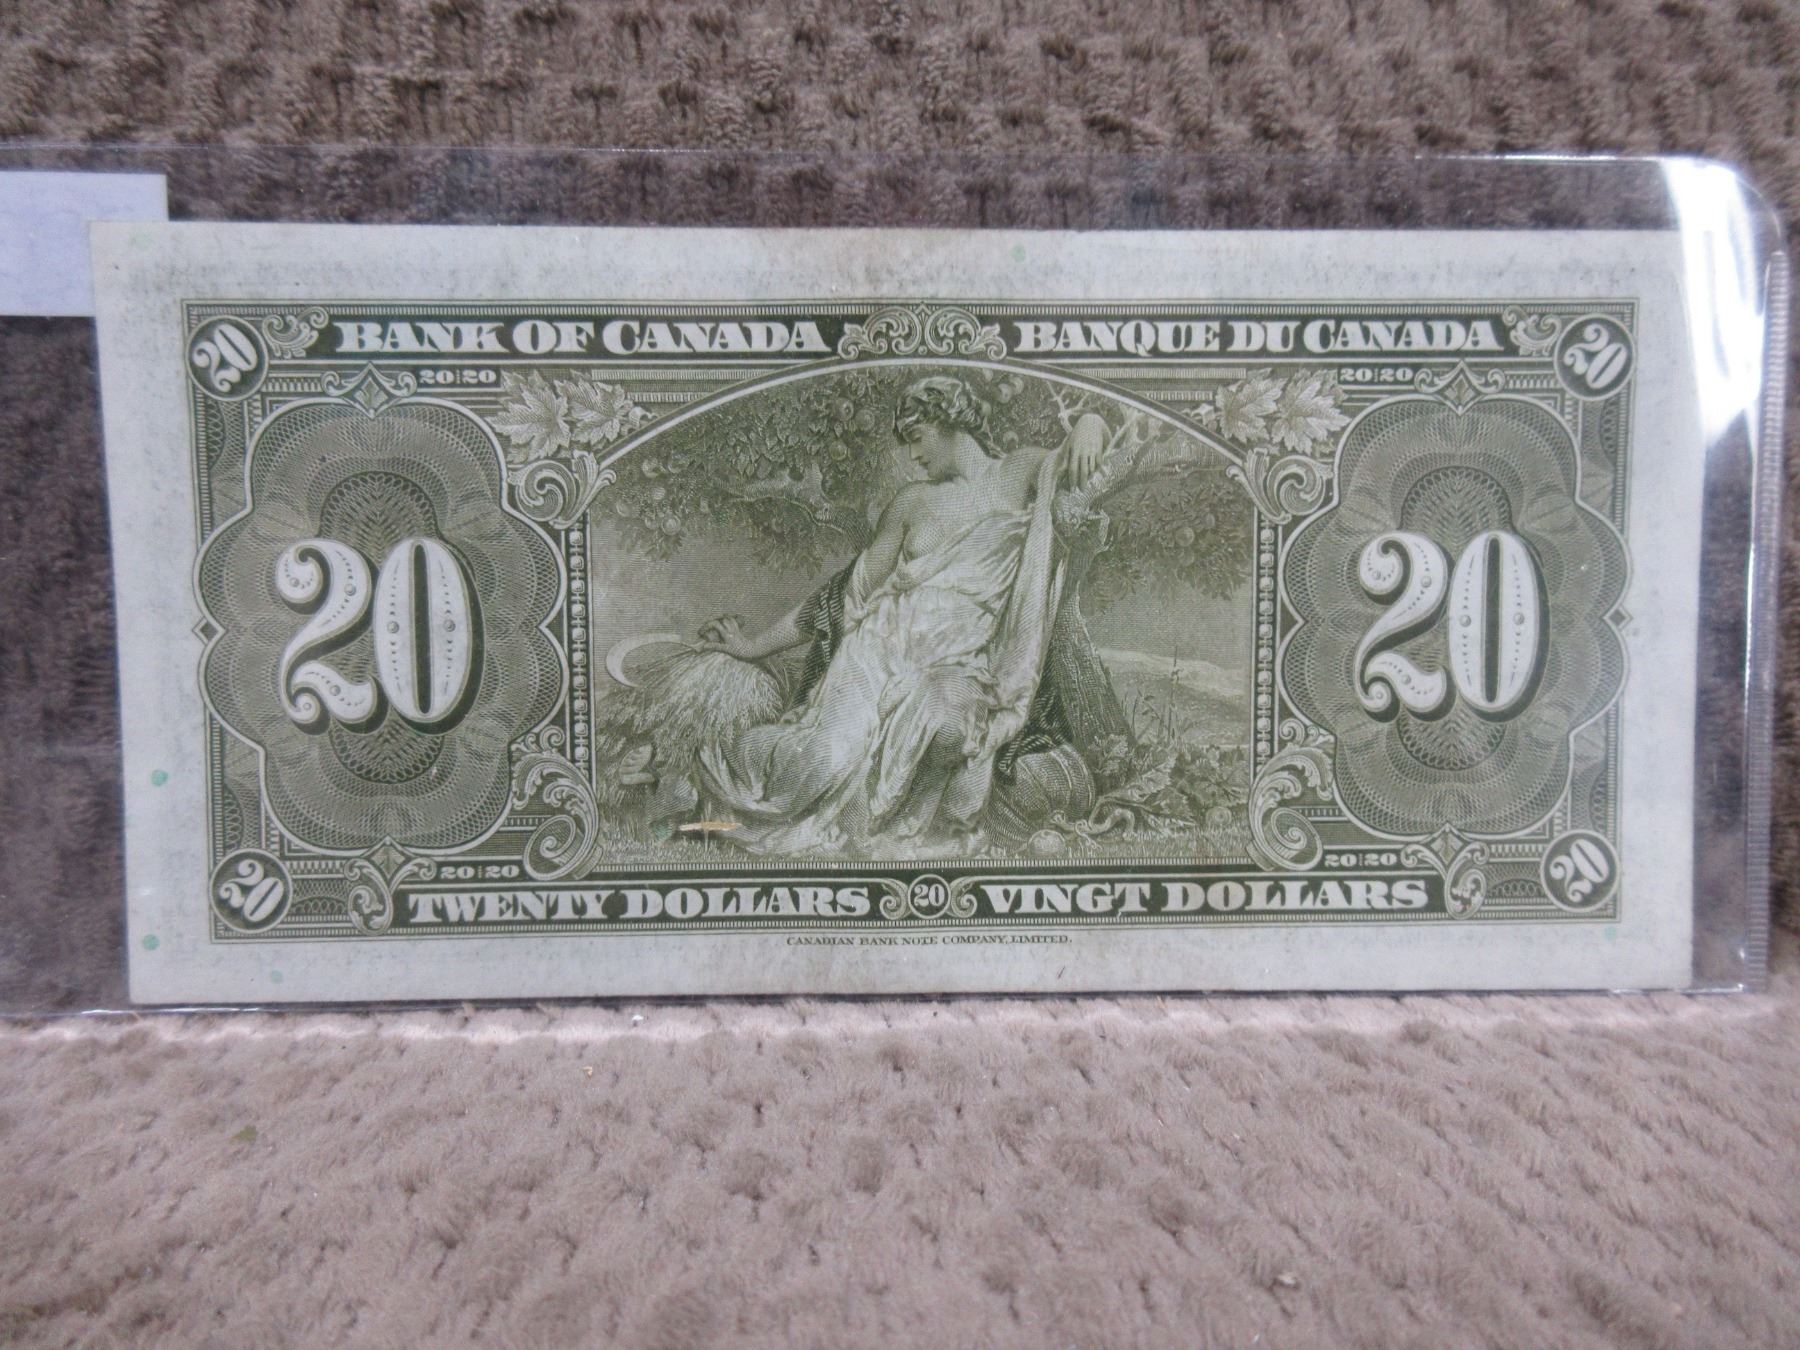 20 BANK OF CANADA BANQUE DU CANADA 20
20 20 20 20
20 20
20 20 20 20
20 TWENTY DOLLARS 20 VINGT DOLLARS 20
CANADIAN BANK NOTE COMPANY, LIMITED.